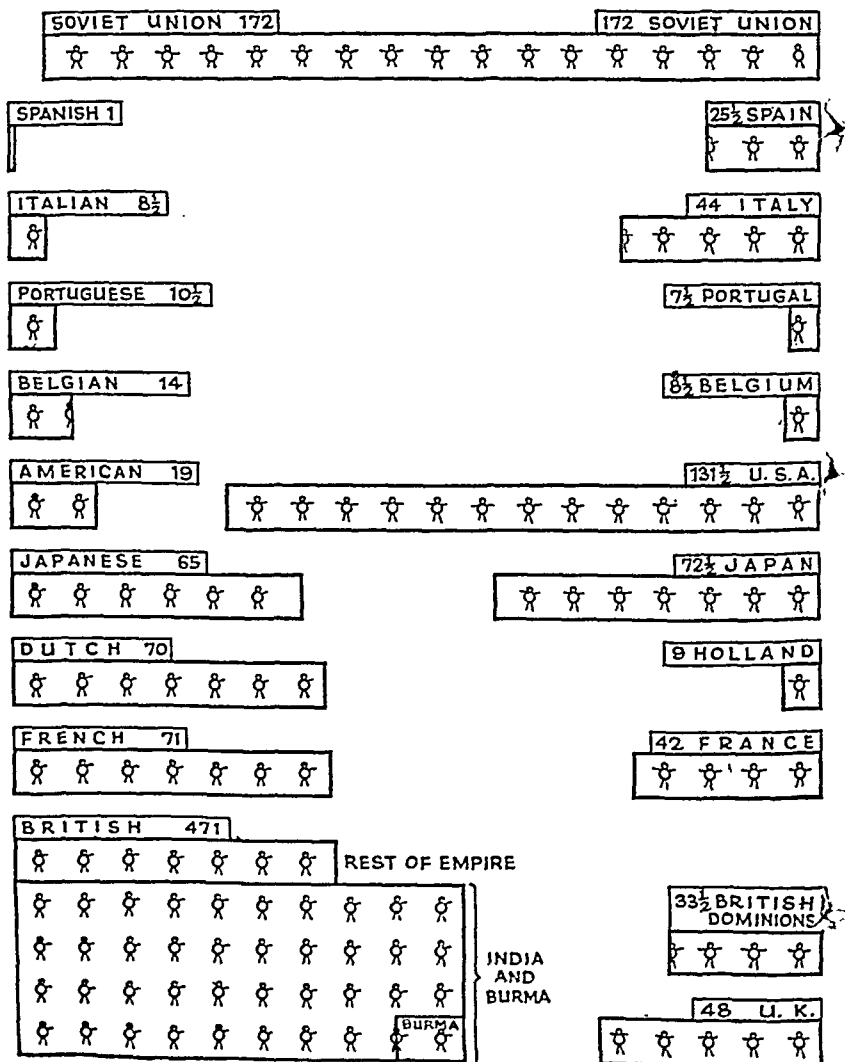 SOVIET UNION 172 172 SOVIET UNION
SPANISH 1 25½ SPAIN
ITALIAN 8½ 44 ITALY
PORTUGUESE 10½ 7½ PORTUGAL
BELGIAN 14 8½ BELGIUM
AMERICAN 19 131½ U.S.A.
JAPANESE 65 72½ JAPAN
DUTCH 70 9 HOLLAND
FRENCH 71 42 FRANCE
BRITISH 471
REST OF EMPIRE
33½ BRITISH
DOMINIONS
INDIA
AND
BURMA
BURMA
48 U.K.